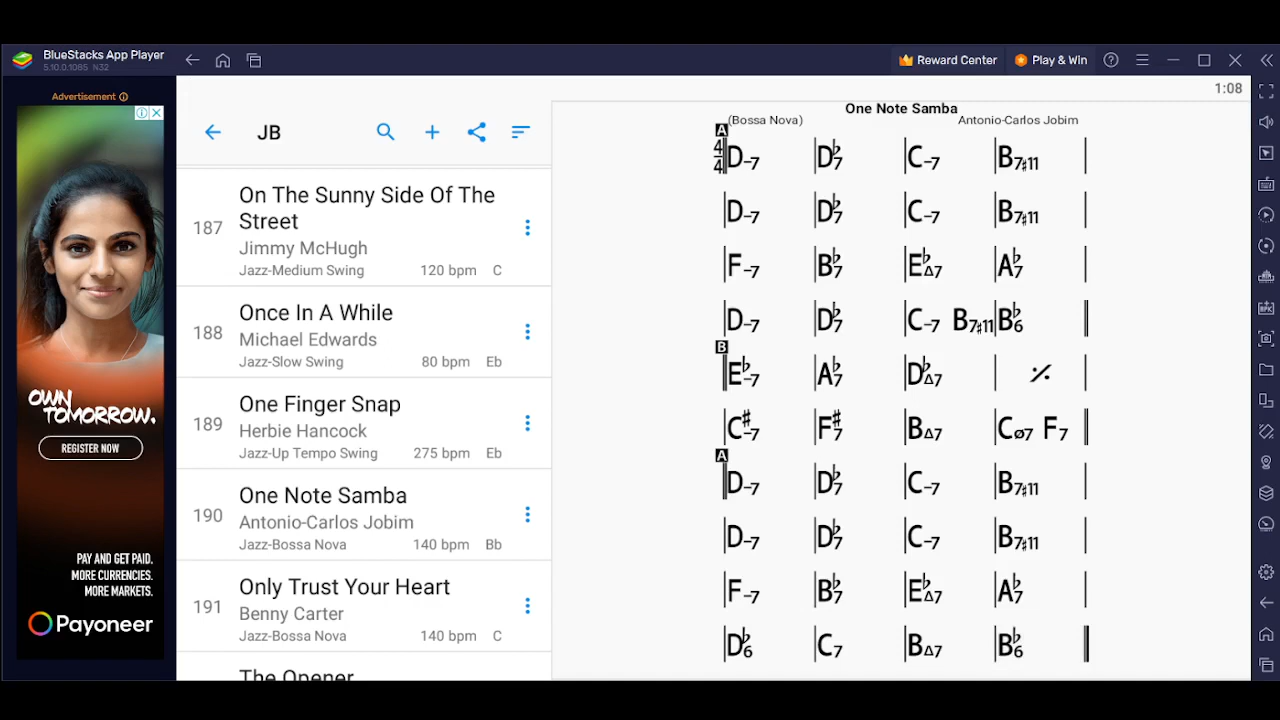 BlueStacks App Player
5.10.0.1085 N32
Reward Center
Play & Win
Advertisement
OWN
TOMORROW.
REGISTER NOW
PAY AND GET PAID.
MORE CURRENCIES.
MORE MARKETS.
Payoneer
1:08
JB
187
On The Sunny Side Of The
Street
Jimmy McHugh
Jazz-Medium Swing 120 bpm C
188
Once In A While
Michael Edwards
Jazz-Slow Swing 80 bpm Eb
189
One Finger Snap
Herbie Hancock
Jazz-Up Tempo Swing 275 bpm Eb
190
One Note Samba
Antonio-Carlos Jobim
Jazz-Bossa Nova 140 bpm Bb
191
Only Trust Your Heart
Benny Carter
Jazz-Bossa Nova 140 bpm C
The Opener
One Note Samba
(Bossa Nova) Antonio-Carlos Jobim
A
4/4 D-7 D♭7 C-7 B7♯11
D-7 D♭7 C-7 B7♯11
F-7 B♭7 E♭Δ7 A♭7
D-7 D♭7 C-7 B7♯11 B♭6
B
E♭-7 A♭7 D♭Δ7 𝄎
C♯-7 F♯7 BΔ7 Cø7 F7
A
D-7 D♭7 C-7 B7♯11
D-7 D♭7 C-7 B7♯11
F-7 B♭7 E♭Δ7 A♭7
D♭6 C7 BΔ7 B♭6